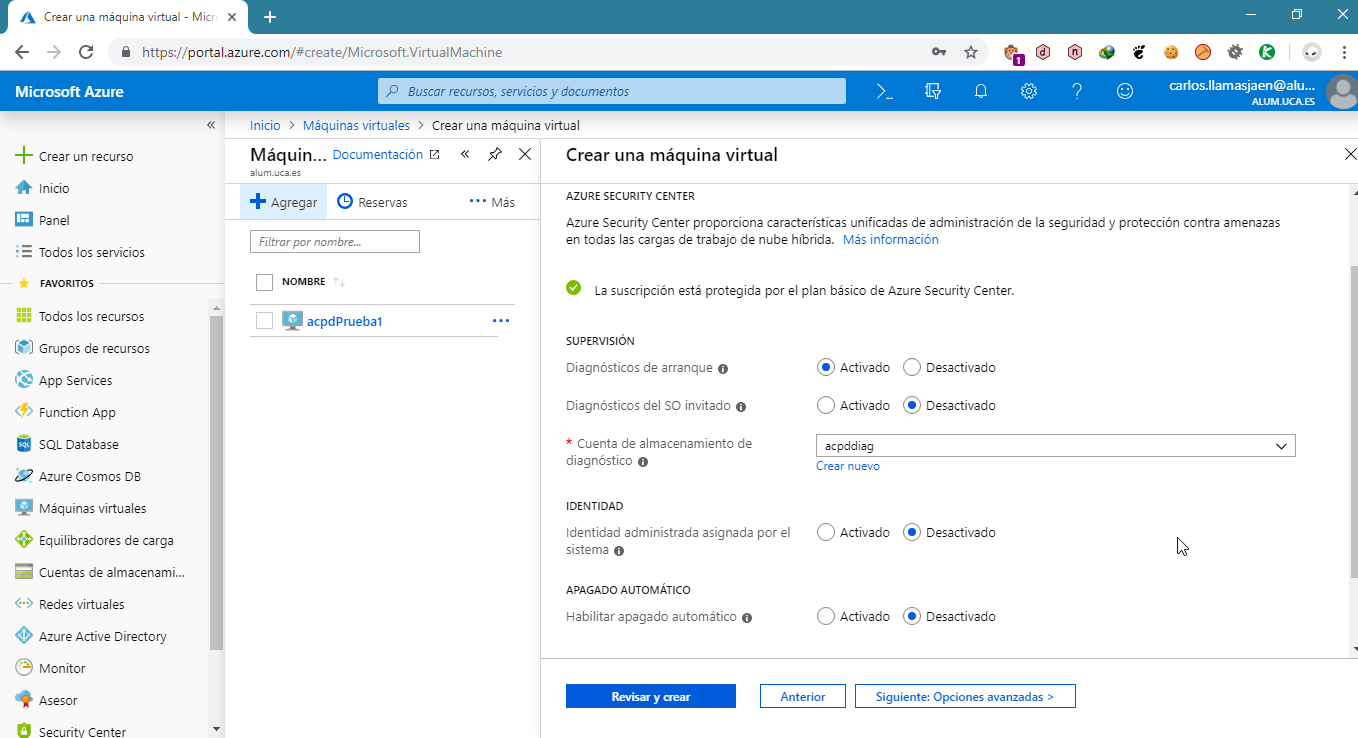 Crear una máquina virtual - Micro
https://portal.azure.com/#create/Microsoft.VirtualMachine
1
Microsoft Azure
Buscar recursos, servicios y documentos
carlos.llamasjaen@alu...
ALUM.UCA.ES
Crear un recurso
Inicio
Panel
Todos los servicios
FAVORITOS
Todos los recursos
Grupos de recursos
App Services
Function App
SQL Database
Azure Cosmos DB
Máquinas virtuales
Equilibradores de carga
Cuentas de almacenami...
Redes virtuales
Azure Active Directory
Monitor
Asesor
Security Center
Inicio > Máquinas virtuales > Crear una máquina virtual
Máquin... Documentación
alum.uca.es
Agregar Reservas ··· Más
Filtrar por nombre...
NOMBRE
acpdPrueba1 ···
Crear una máquina virtual
AZURE SECURITY CENTER
Azure Security Center proporciona características unificadas de administración de la seguridad y protección contra amenazas
en todas las cargas de trabajo de nube híbrida. Más información
La suscripción está protegida por el plan básico de Azure Security Center.
SUPERVISIÓN
Diagnósticos de arranque Activado Desactivado
Diagnósticos del SO invitado Activado Desactivado
* Cuenta de almacenamiento de
diagnóstico
acpddiag
Crear nuevo
IDENTIDAD
Identidad administrada asignada por el
sistema
Activado Desactivado
APAGADO AUTOMÁTICO
Habilitar apagado automático Activado Desactivado
Revisar y crear Anterior Siguiente: Opciones avanzadas >